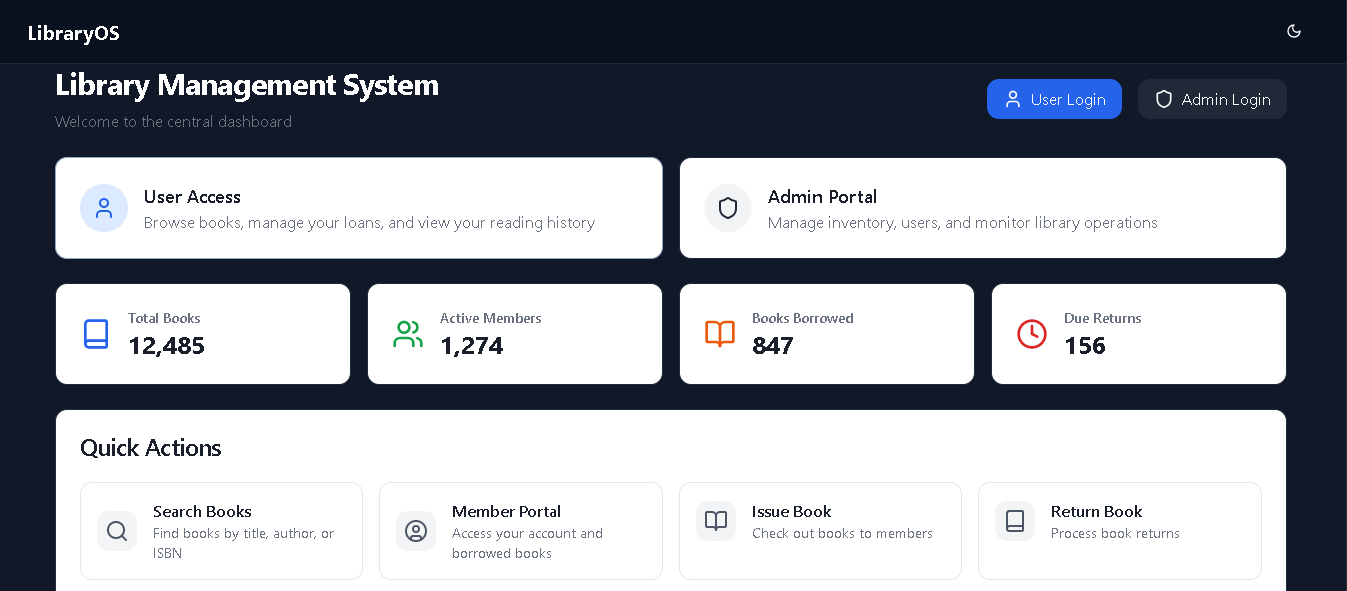 LibraryOS
Library Management System
Welcome to the central dashboard
User Login
Admin Login
User Access
Browse books, manage your loans, and view your reading history
Admin Portal
Manage inventory, users, and monitor library operations
Total Books
12,485
Active Members
1,274
Books Borrowed
847
Due Returns
156
Quick Actions
Search Books
Find books by title, author, or
ISBN
Member Portal
Access your account and
borrowed books
Issue Book
Check out books to members
Return Book
Process book returns